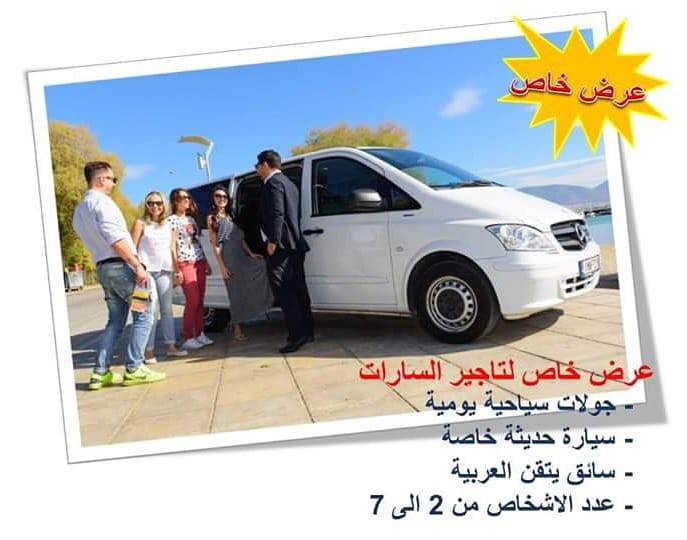 عرض خاص
عرض خاص لتاجير السارات
- جولات سياحية يومية
- سيارة حديثة خاصة
- سائق يتقن العربية
- عدد الاشخاص من 2 الى 7